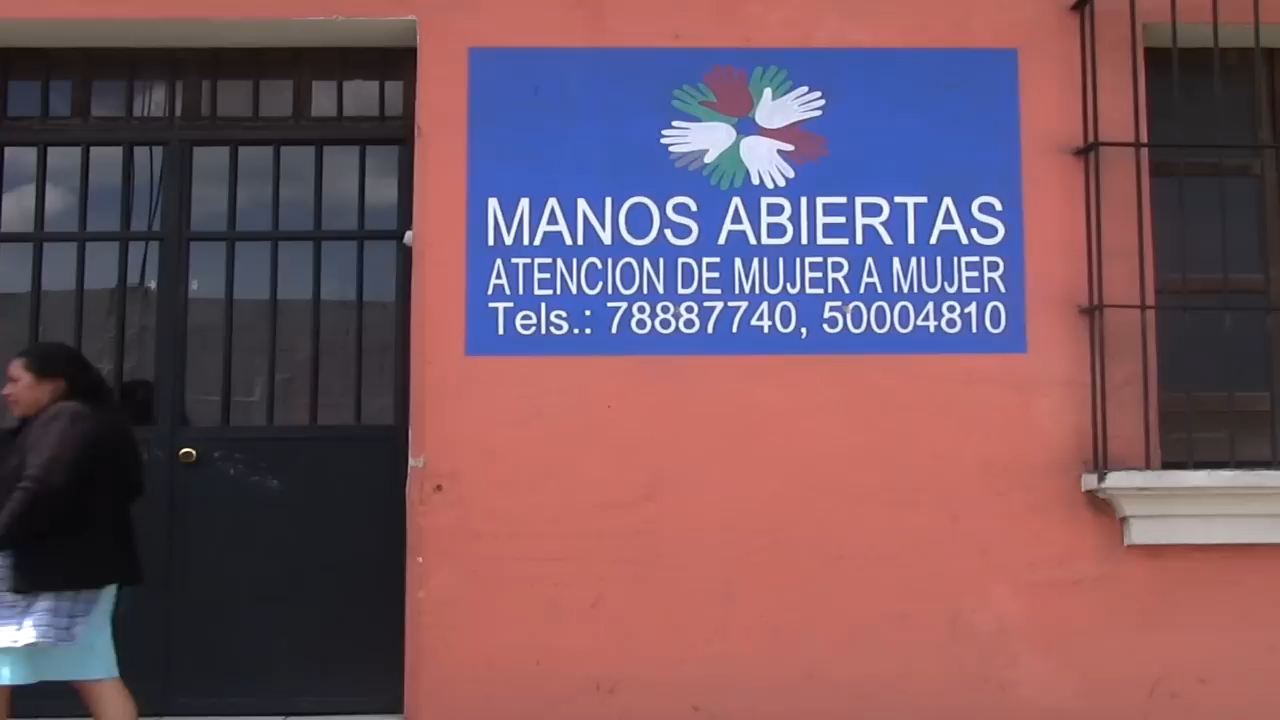 MANOS ABIERTAS
ATENCION DE MUJER A MUJER
Tels.: 78887740, 50004810